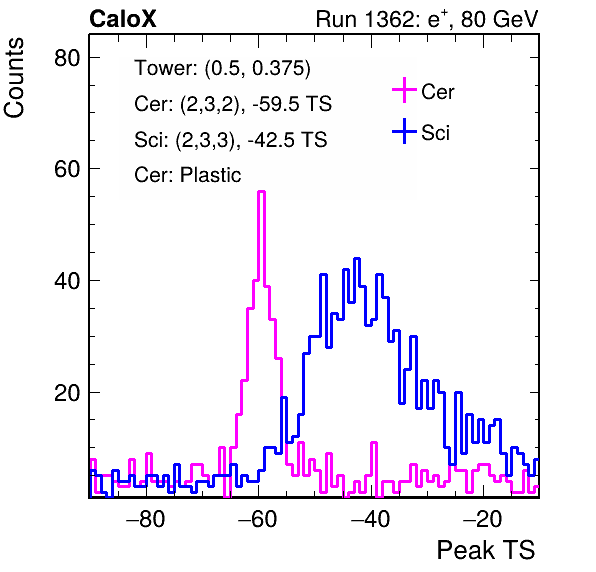 CaloX Run 1362: e⁺, 80 GeV
Counts
80
60
40
20
Tower: (0.5, 0.375)
Cer: (2,3,2), -59.5 TS
Sci: (2,3,3), -42.5 TS
Cer: Plastic
Cer
Sci
−80 −60 −40 −20
Peak TS